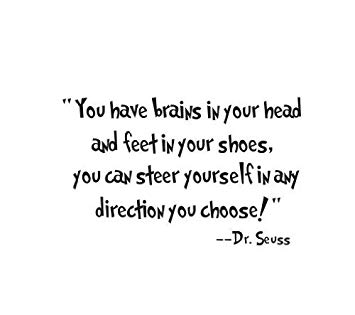 "You have brains in your head
and feet in your shoes,
you can steer yourself in any
direction you choose!"
--Dr. Seuss